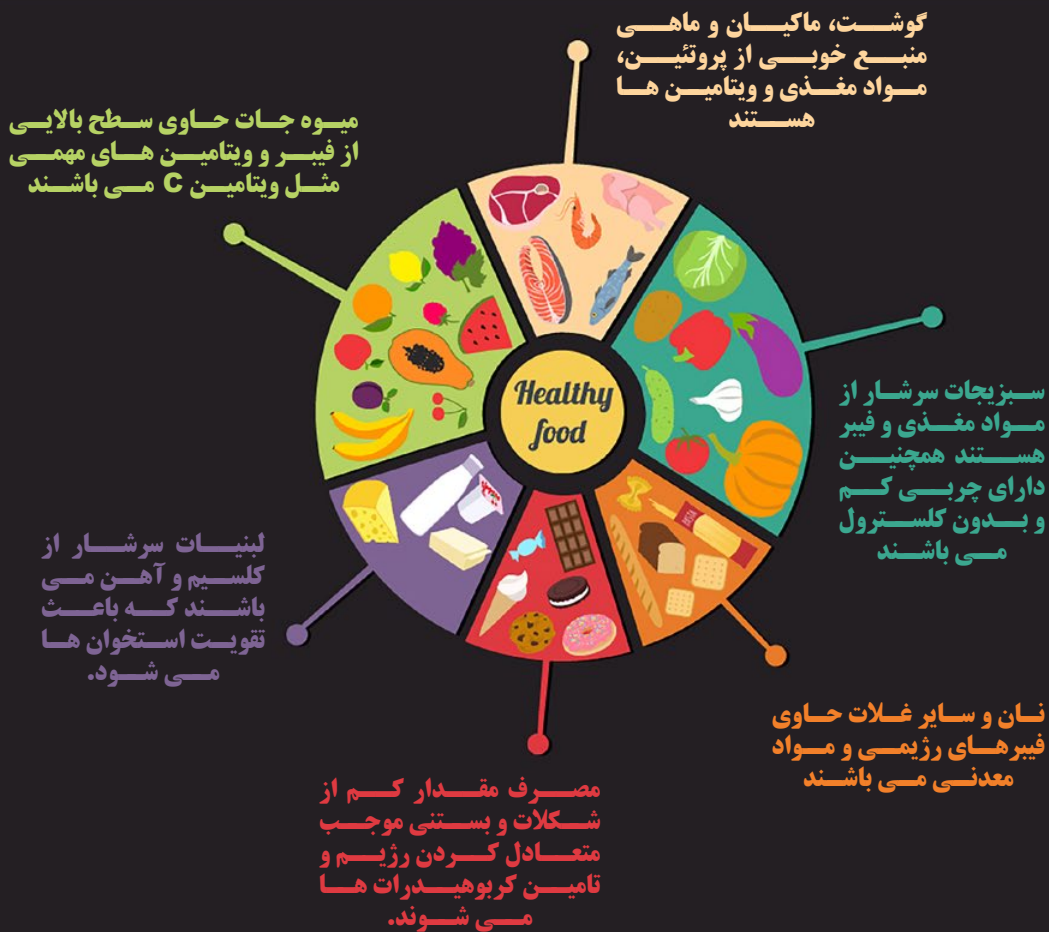 گوشت، ماکیان و ماهی
منبع خوبی از پروتئین،
مواد مغذی و ویتامین ها
هستند
میوه جات حاوی سطح بالایی
از فیبر و ویتامین های مهمی
مثل ویتامین C می باشند
سبزیجات سرشار از
مواد مغذی و فیبر
هستند همچنین
دارای چربی کم
و بدون کلسترول
می باشند
Healthy
food
PASTA
لبنیات سرشار از
کلسیم و آهن می
باشند که باعث
تقویت استخوان ها
می شود.
نان و سایر غلات حاوی
فیبرهای رژیمی و مواد
معدنی می باشند
مصرف مقدار کم از
شکلات و بستنی موجب
متعادل کردن رژیم و
تامین کربوهیدرات ها
می شوند.